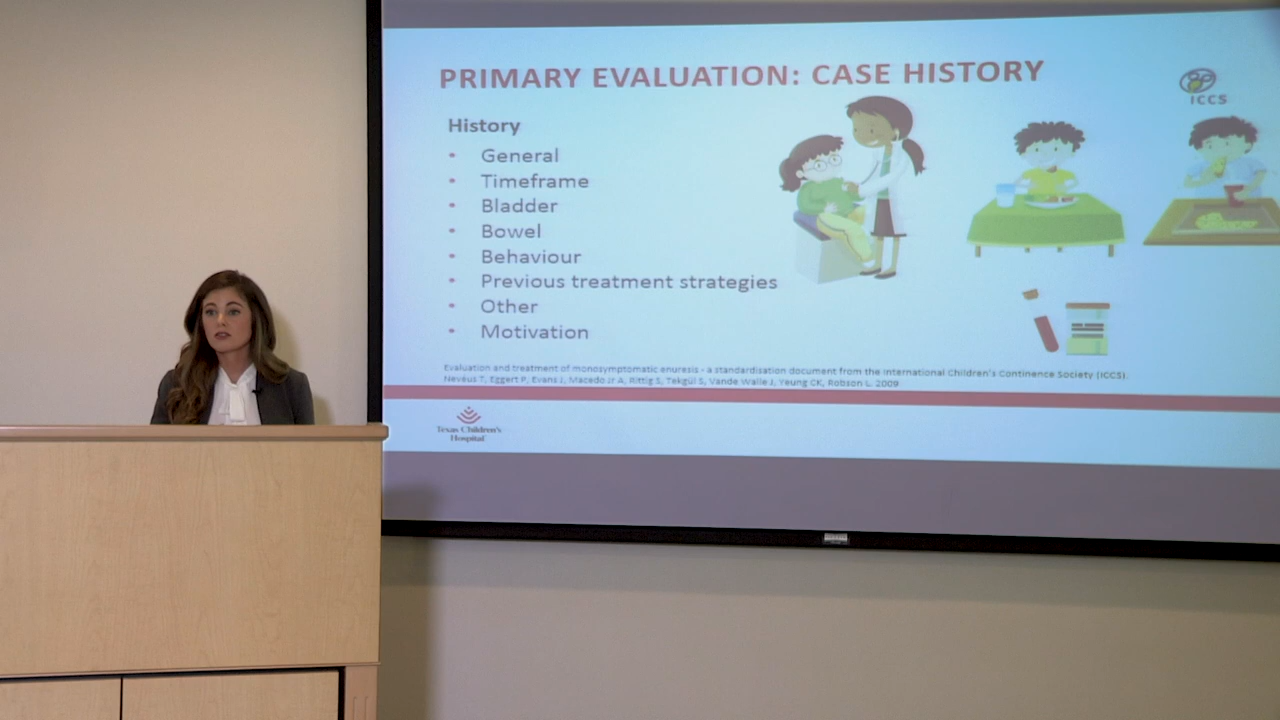 PRIMARY EVALUATION: CASE HISTORY
ICCS
History
• General
• Timeframe
• Bladder
• Bowel
• Behaviour
• Previous treatment strategies
• Other
• Motivation
Evaluation and treatment of monosymptomatic enuresis - a standardisation document from the International Children's Continence Society (ICCS).
Nevéus T, Eggert P, Evans J, Macedo Jr A, Rittig S, Tekgül S, Vande Walle J, Yeung CK, Robson L. 2009
Texas Children's
Hospital